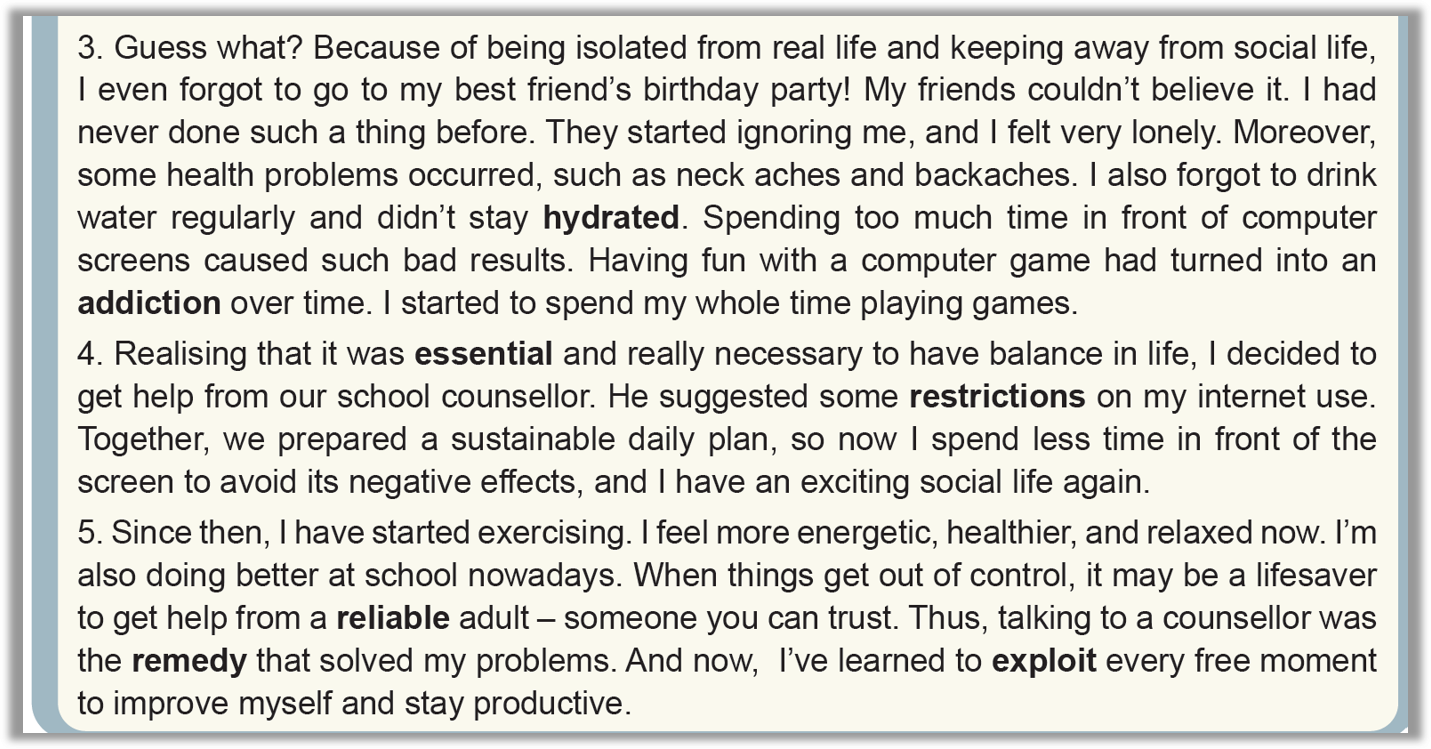 3. Guess what? Because of being isolated from real life and keeping away from social life,
I even forgot to go to my best friend’s birthday party! My friends couldn’t believe it. I had
never done such a thing before. They started ignoring me, and I felt very lonely. Moreover,
some health problems occurred, such as neck aches and backaches. I also forgot to drink
water regularly and didn’t stay hydrated. Spending too much time in front of computer
screens caused such bad results. Having fun with a computer game had turned into an
addiction over time. I started to spend my whole time playing games.
4. Realising that it was essential and really necessary to have balance in life, I decided to
get help from our school counsellor. He suggested some restrictions on my internet use.
Together, we prepared a sustainable daily plan, so now I spend less time in front of the
screen to avoid its negative effects, and I have an exciting social life again.
5. Since then, I have started exercising. I feel more energetic, healthier, and relaxed now. I’m
also doing better at school nowadays. When things get out of control, it may be a lifesaver
to get help from a reliable adult – someone you can trust. Thus, talking to a counsellor was
the remedy that solved my problems. And now,  I’ve learned to exploit every free moment
to improve myself and stay productive.